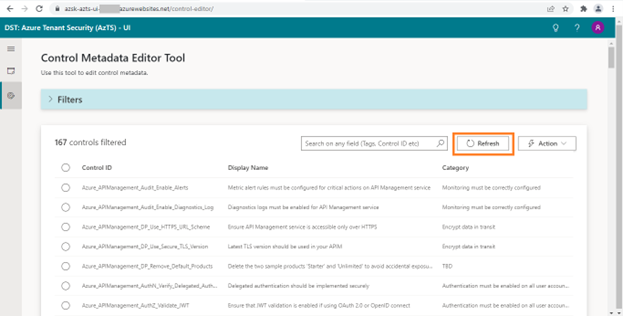 azsk-azts-ui- azurewebsites.net/control-editor/
DST: Azure Tenant Security (AzTS) - UI
?
A
Control Metadata Editor Tool
Use this tool to edit control metadata.
Filters
167 controls filtered
Search on any field (Tags, Control ID etc)
Refresh
Action
Control ID Display Name Category
Azure_APIManagement_Audit_Enable_Alerts Metric alert rules must be configured for critical actions on API Management service Monitoring must be correctly configured
Azure_APIManagement_Audit_Enable_Diagnostics_Log Diagnostics logs must be enabled for API Management service Monitoring must be correctly configured
Azure_APIManagement_DP_Use_HTTPS_URL_Scheme Ensure API Management service is accessible only over HTTPS Encrypt data in transit
Azure_APIManagement_DP_Use_Secure_TLS_Version Latest TLS version should be used in your APIM Encrypt data in transit
Azure_APIManagement_DP_Remove_Default_Products Delete the two sample products 'Starter' and 'Unlimited' to avoid accidental exposu... TBD
Azure_APIManagement_AuthN_Verify_Delegated_Auth... Delegated authentication should be implemented securely Authentication must be enabled on all user accoun...
Azure_APIManagement_AuthZ_Validate_JWT Ensure that JWT validation is enabled if using OAuth 2.0 or OpenID connect Authentication must be enabled on all user accoun...